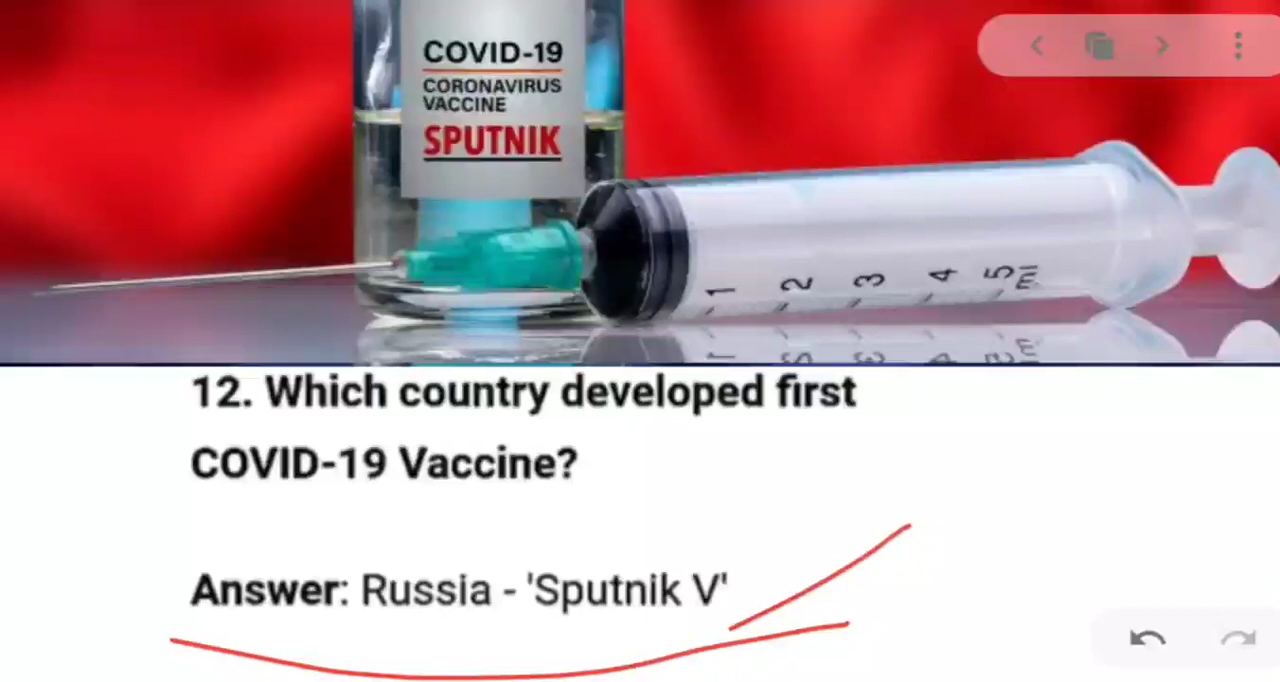 COVID-19
CORONAVIRUS
VACCINE
SPUTNIK
1 2 3 4 5 ml
12. Which country developed first
COVID-19 Vaccine?
Answer: Russia - 'Sputnik V'